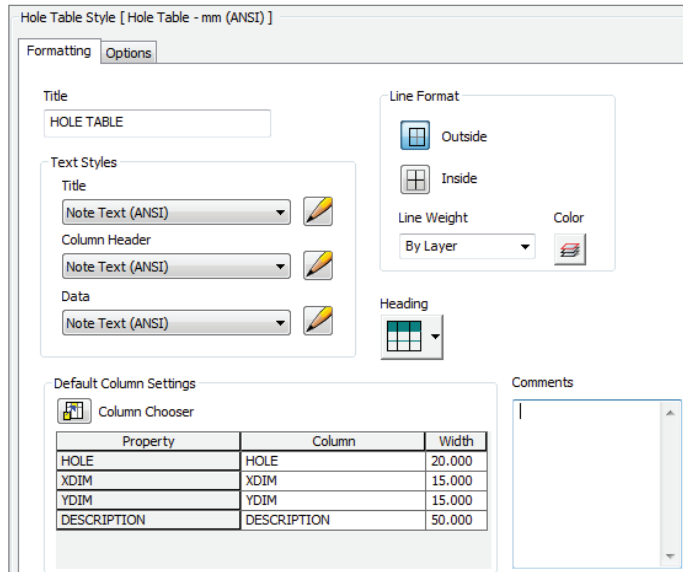 Hole Table Style [ Hole Table - mm (ANSI) ]
Formatting Options
Title
HOLE TABLE
Text Styles
Title
Note Text (ANSI)
Column Header
Note Text (ANSI)
Data
Note Text (ANSI)
Line Format
Outside
Inside
Line Weight Color
By Layer
Heading
Default Column Settings
Column Chooser
Property Column Width
HOLE HOLE 20.000
XDIM XDIM 15.000
YDIM YDIM 15.000
DESCRIPTION DESCRIPTION 50.000
Comments